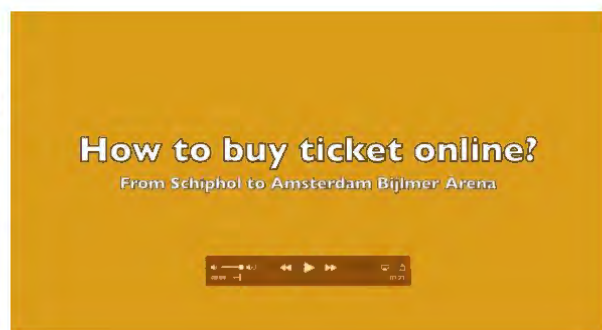 How to buy ticket online?
From Schiphol to Amsterdam Bijlmer Arena